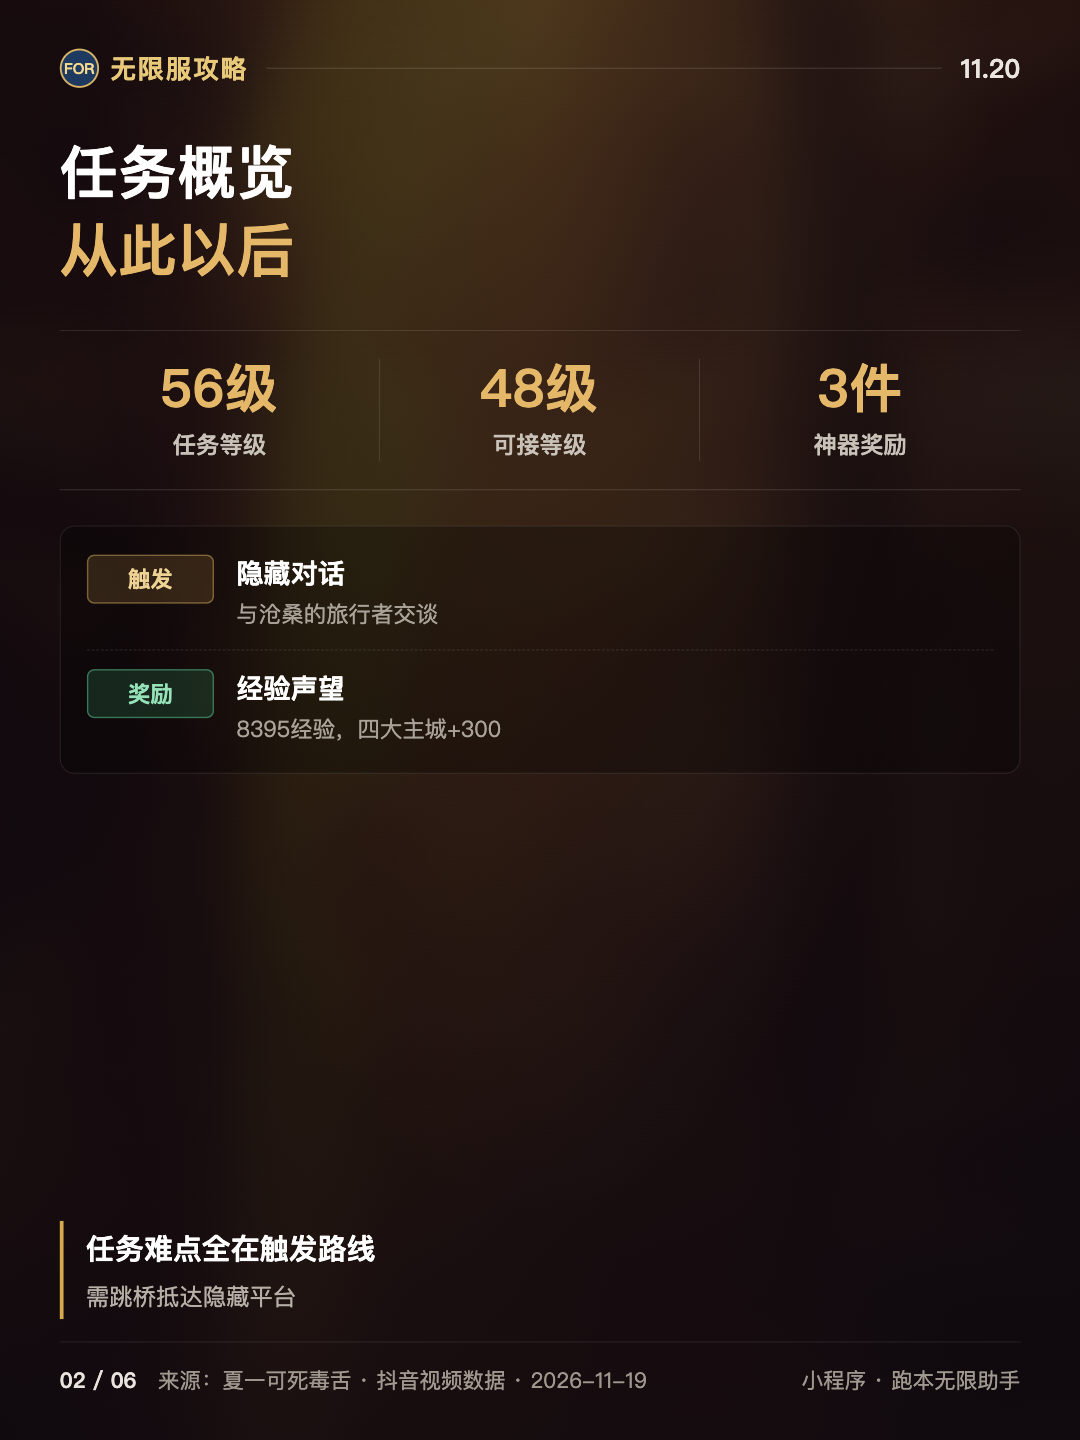 FOR 无限服攻略 11.20
任务概览
从此以后
56级 48级 3件
任务等级 可接等级 神器奖励
触发 隐藏对话
与沧桑的旅行者交谈
奖励 经验声望
8395经验，四大主城+300
任务难点全在触发路线
需跳桥抵达隐藏平台
02 / 06 来源：夏一可死毒舌 · 抖音视频数据 · 2026-11-19 小程序 · 跑本无限助手